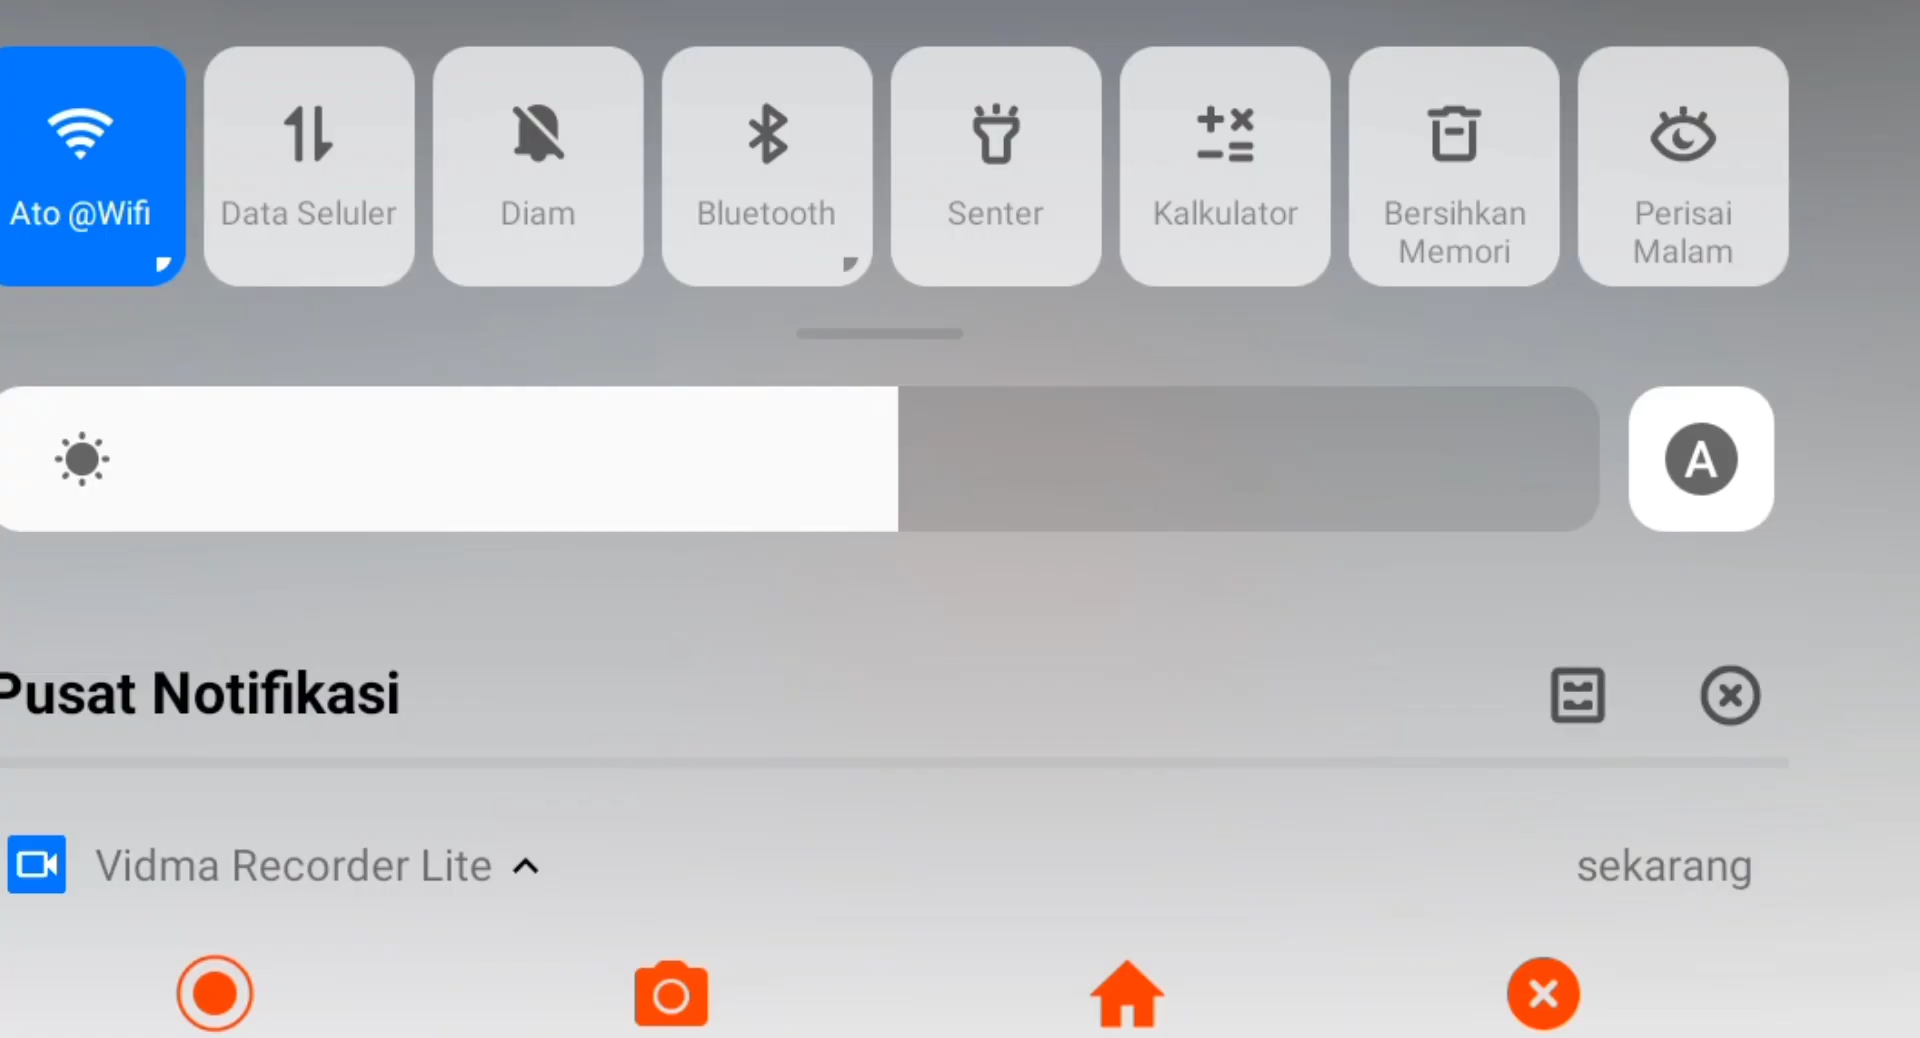 Ato @Wifi
Data Seluler
Diam
Bluetooth
Senter
Kalkulator
Bersihkan
Memori
Perisai
Malam
A
Pusat Notifikasi
Vidma Recorder Lite
sekarang